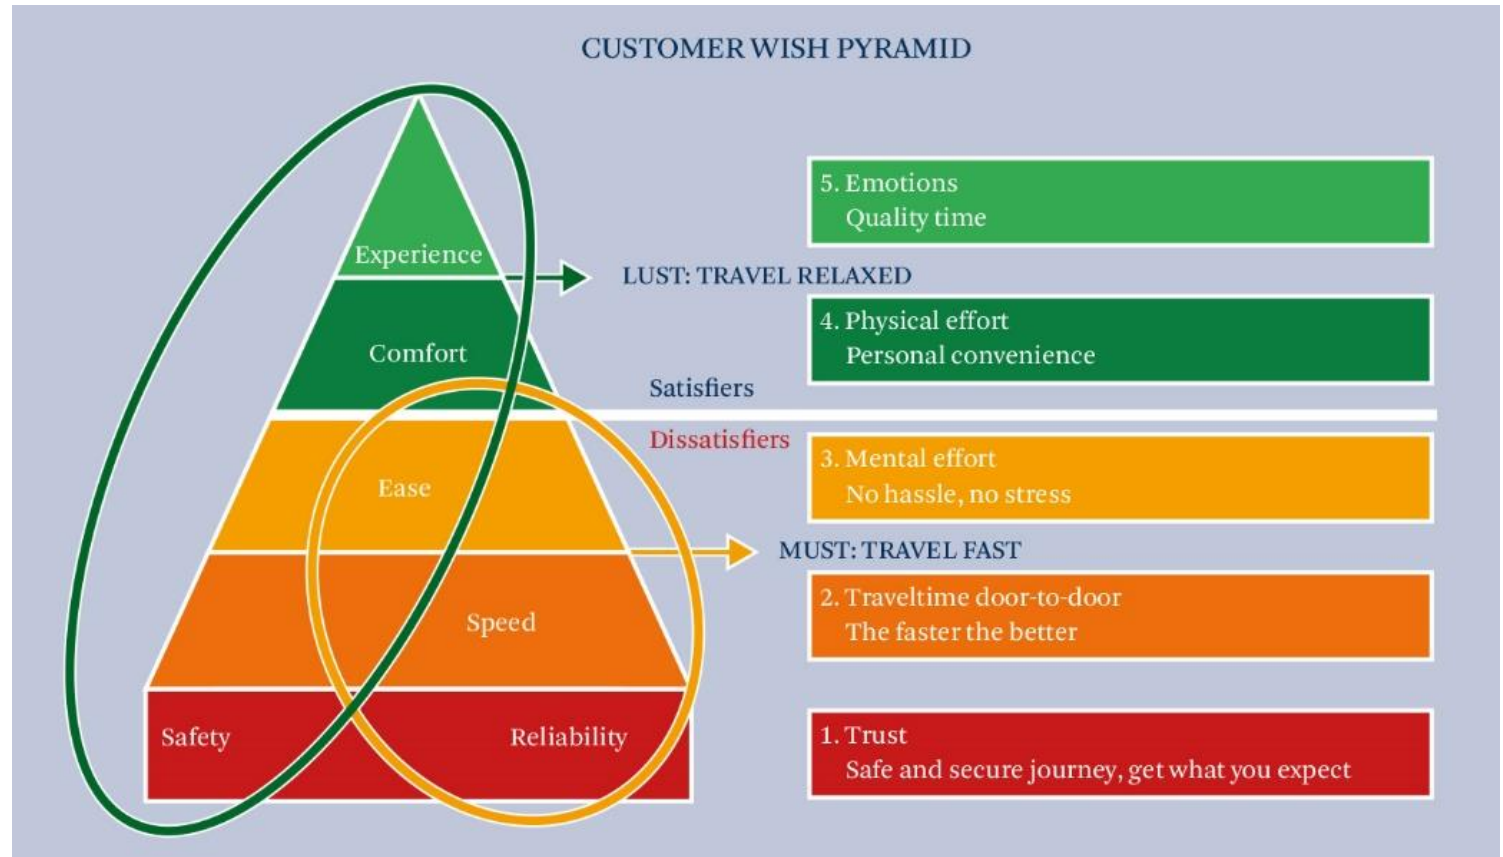 CUSTOMER WISH PYRAMID
5. Emotions
Quality time
Experience
LUST: TRAVEL RELAXED
4. Physical effort
Personal convenience
Comfort
Satisfiers
Dissatisfiers
3. Mental effort
No hassle, no stress
Ease
MUST: TRAVEL FAST
2. Traveltime door-to-door
The faster the better
Speed
Safety
Reliability
1. Trust
Safe and secure journey, get what you expect